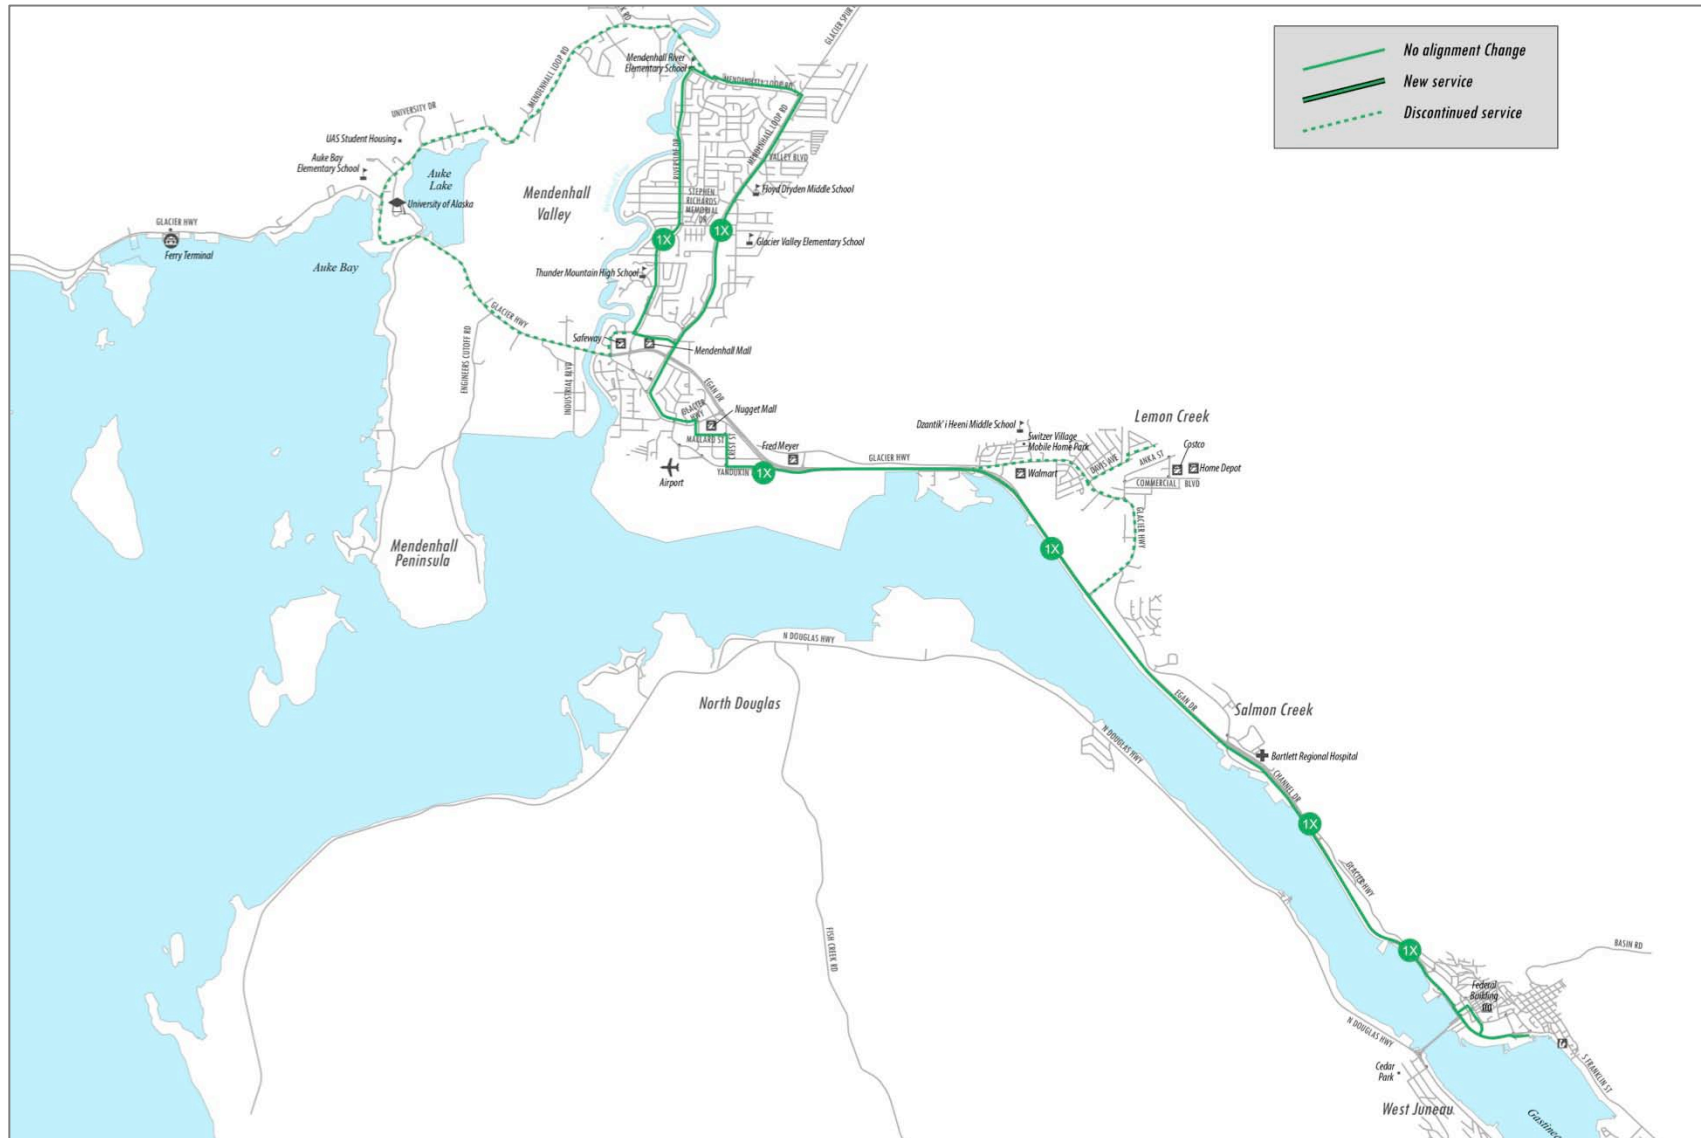 No alignment Change
New service
Discontinued service
K RD
GLACIER SPUR
Mendenhall River
Elementary School
MENDENHALL LOOP RD
MENDENHALL LOOP RD
MENDENHALL LOOP RD
UNIVERSITY DR
UAS Student Housing
Auke Bay
Elementary School
Auke
Lake
University of Alaska
Mendenhall
Valley
RIVERSIDE DR
VALLEY BLVD
STEPHEN
RICHARDS
MEMORIAL
DR
Floyd Dryden Middle School
GLACIER HWY
Ferry Terminal
1X
1X
Glacier Valley Elementary School
Auke Bay
Thunder Mountain High School
GLACIER HWY
ENGINEERS CUTOFF RD
INDUSTRIAL BLVD
Safeway
Mendenhall Mall
EGAN DR
GLACIER
HWY
Nugget Mall
MALLARD ST
CREST ST
Fred Meyer
YANDUKIN
1X
Airport
GLACIER HWY
Dzantik' i Heeni Middle School
Switzer Village
Mobile Home Park
Lemon Creek
Costco
DAVIS AVE
ANKA ST
Home Depot
Walmart
COMMERCIAL BLVD
GLACIER HWY
Mendenhall
Peninsula
1X
N DOUGLAS HWY
North Douglas
EGAN DR
Salmon Creek
N DOUGLAS HWY
Bartlett Regional Hospital
CHANNEL DR
1X
GLACIER HWY
FISH CREEK RD
1X
BASIN RD
Federal
Building
N DOUGLAS HWY
Cedar
Park
S FRANKLIN ST
West Juneau
Gastinea